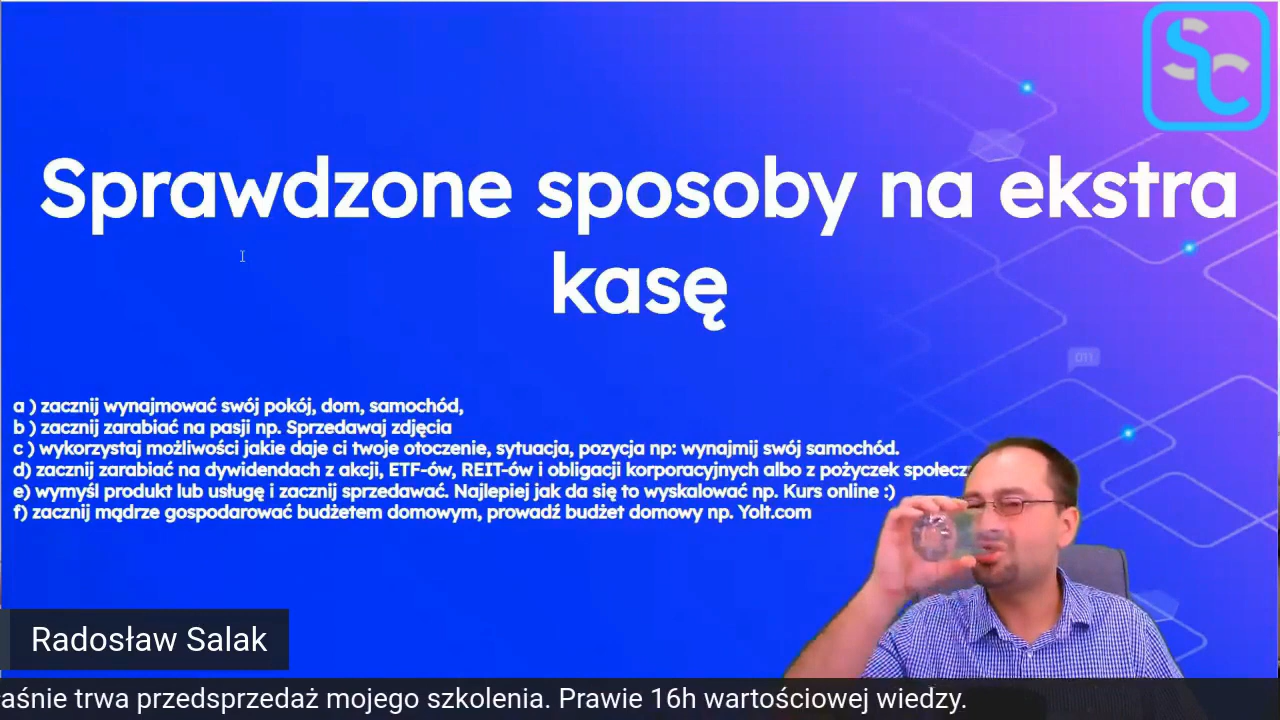 SC
Sprawdzone sposoby na ekstra
kasę
011
a ) zacznij wynajmować swój pokój, dom, samochód,
b ) zacznij zarabiać na pasji np. Sprzedawaj zdjęcia
c ) wykorzystaj możliwości jakie daje ci twoje otoczenie, sytuacja, pozycja np: wynajmij swój samochód.
d) zacznij zarabiać na dywidendach z akcji, ETF-ów, REIT-ów i obligacji korporacyjnych albo z pożyczek
e) wymyśl produkt lub usługę i zacznij sprzedawać. Najlepiej jak da się to wyskalować np. Kurs online :)
f) zacznij mądrze gospodarować budżetem domowym, prowadź budżet domowy np. Yolt.com
Radosław Salak
trwa przedsprzedaż mojego szkolenia. Prawie 16h wartościowej wiedzy.